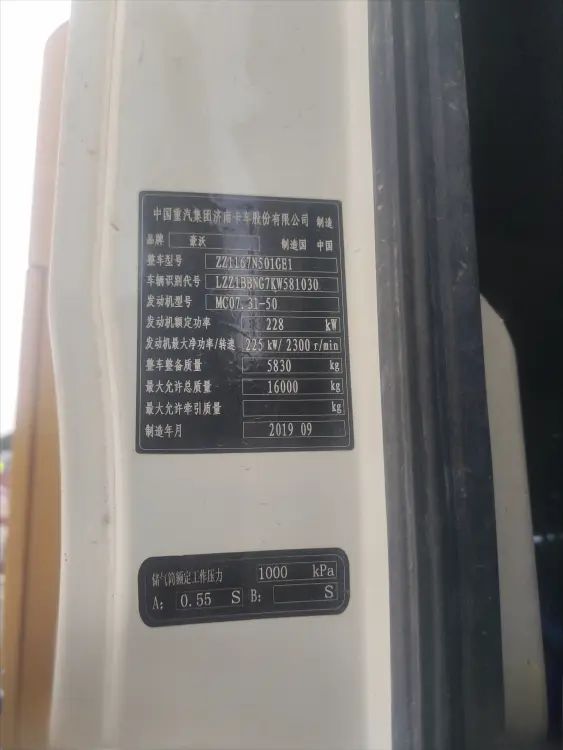 中国重汽集团济南卡车股份有限公司 制造
品牌 豪沃 制造国 中国
整车型号 ZZ1167N501GE1
车辆识别代号 LZZ1BBNG7KW581030
发动机型号 MC07.31-50
发动机额定功率 228 kW
发动机最大净功率/转速 225 kW/ 2300 r/min
整车整备质量 5830 kg
最大允许总质量 16000 kg
最大允许牵引质量 kg
制造年月 2019 09
储气筒额定工作压力 1000 kPa
A: 0.55 S B: S